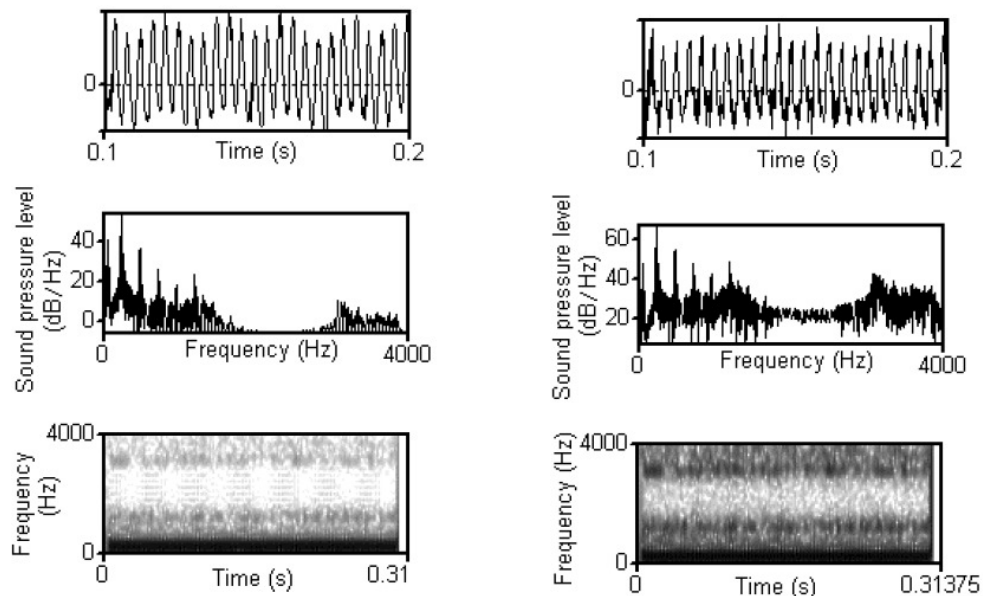 0
0.1
Time (s)
0.2
0
0.1
Time (s)
0.2
Sound pressure level
(dB/Hz)
40
20
0
0
Frequency (Hz)
4000
Sound pressure level
(dB/Hz)
60
40
20
0
Frequency (Hz)
4000
Frequency
(Hz)
4000
0
0
Time (s)
0.31
Frequency (Hz)
4000
0
0
Time (s)
0.31375